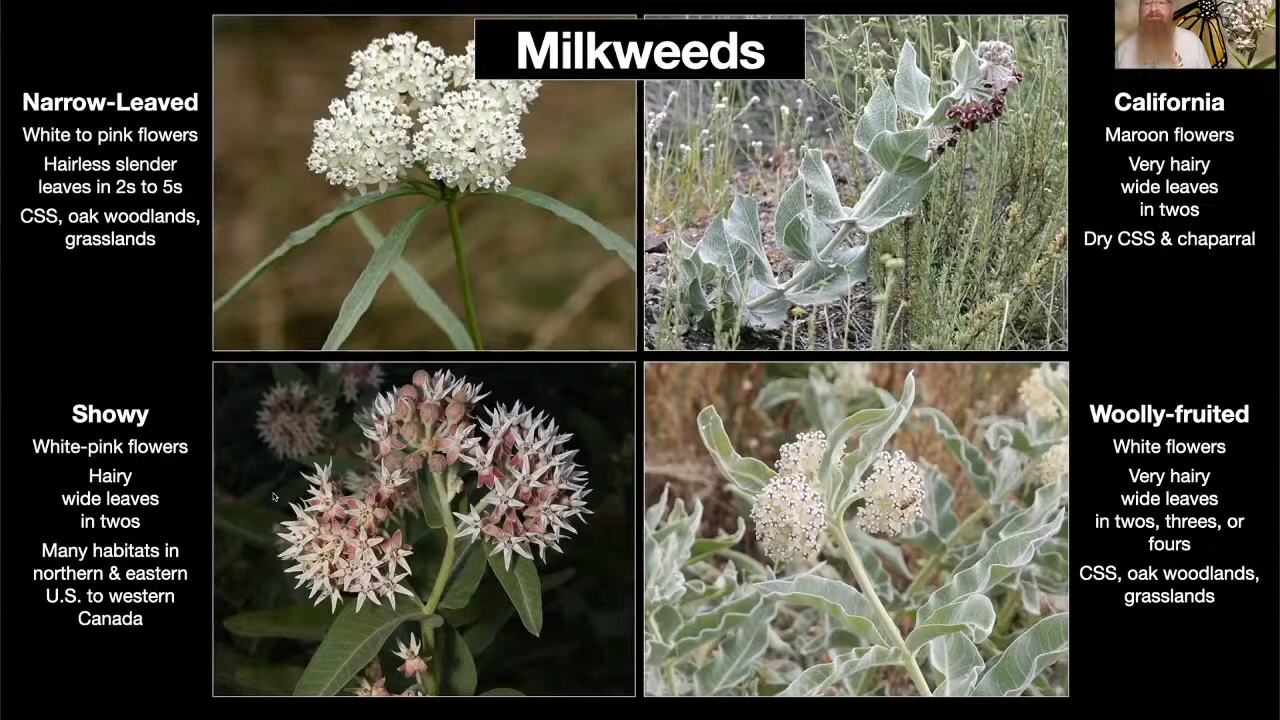 Milkweeds
Narrow-Leaved
White to pink flowers
Hairless slender
leaves in 2s to 5s
CSS, oak woodlands,
grasslands
California
Maroon flowers
Very hairy
wide leaves
in twos
Dry CSS & chaparral
Showy
White-pink flowers
Hairy
wide leaves
in twos
Many habitats in
northern & eastern
U.S. to western
Canada
Woolly-fruited
White flowers
Very hairy
wide leaves
in twos, threes, or
fours
CSS, oak woodlands,
grasslands